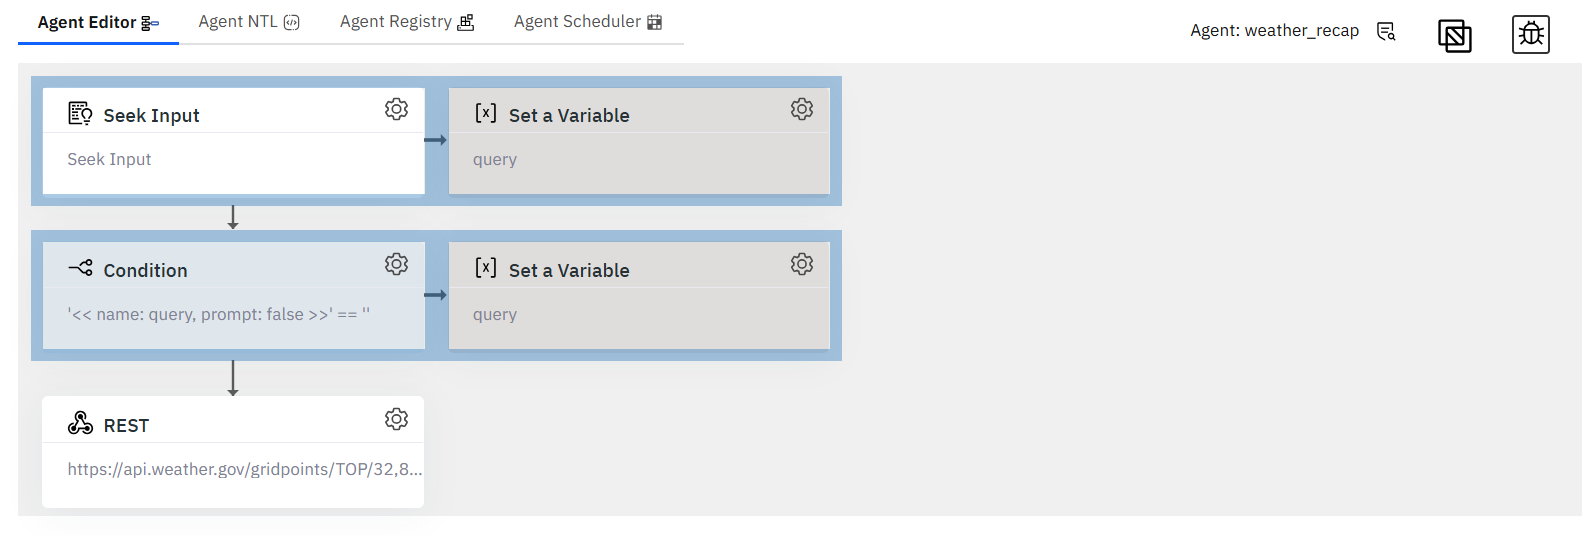 Agent Editor Agent NTL Agent Registry Agent Scheduler Agent: weather_recap
Seek Input
Seek Input
[x] Set a Variable
query
Condition
'<< name: query, prompt: false >>' == ''
[x] Set a Variable
query
REST
https://api.weather.gov/gridpoints/TOP/32,8...